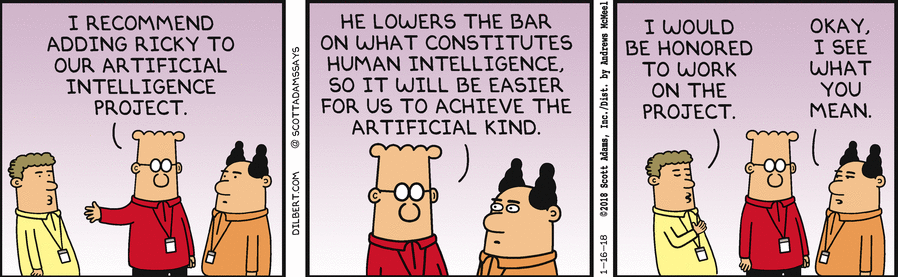 I RECOMMEND
ADDING RICKY TO
OUR ARTIFICIAL
INTELLIGENCE
PROJECT.
DILBERT.COM @SCOTTADAMSSAYS
HE LOWERS THE BAR
ON WHAT CONSTITUTES
HUMAN INTELLIGENCE,
SO IT WILL BE EASIER
FOR US TO ACHIEVE THE
ARTIFICIAL KIND.
1-16-18 ©2018 Scott Adams, Inc./Dist. by Andrews McMeel
I WOULD
BE HONORED
TO WORK
ON THE
PROJECT.
OKAY,
I SEE
WHAT
YOU
MEAN.